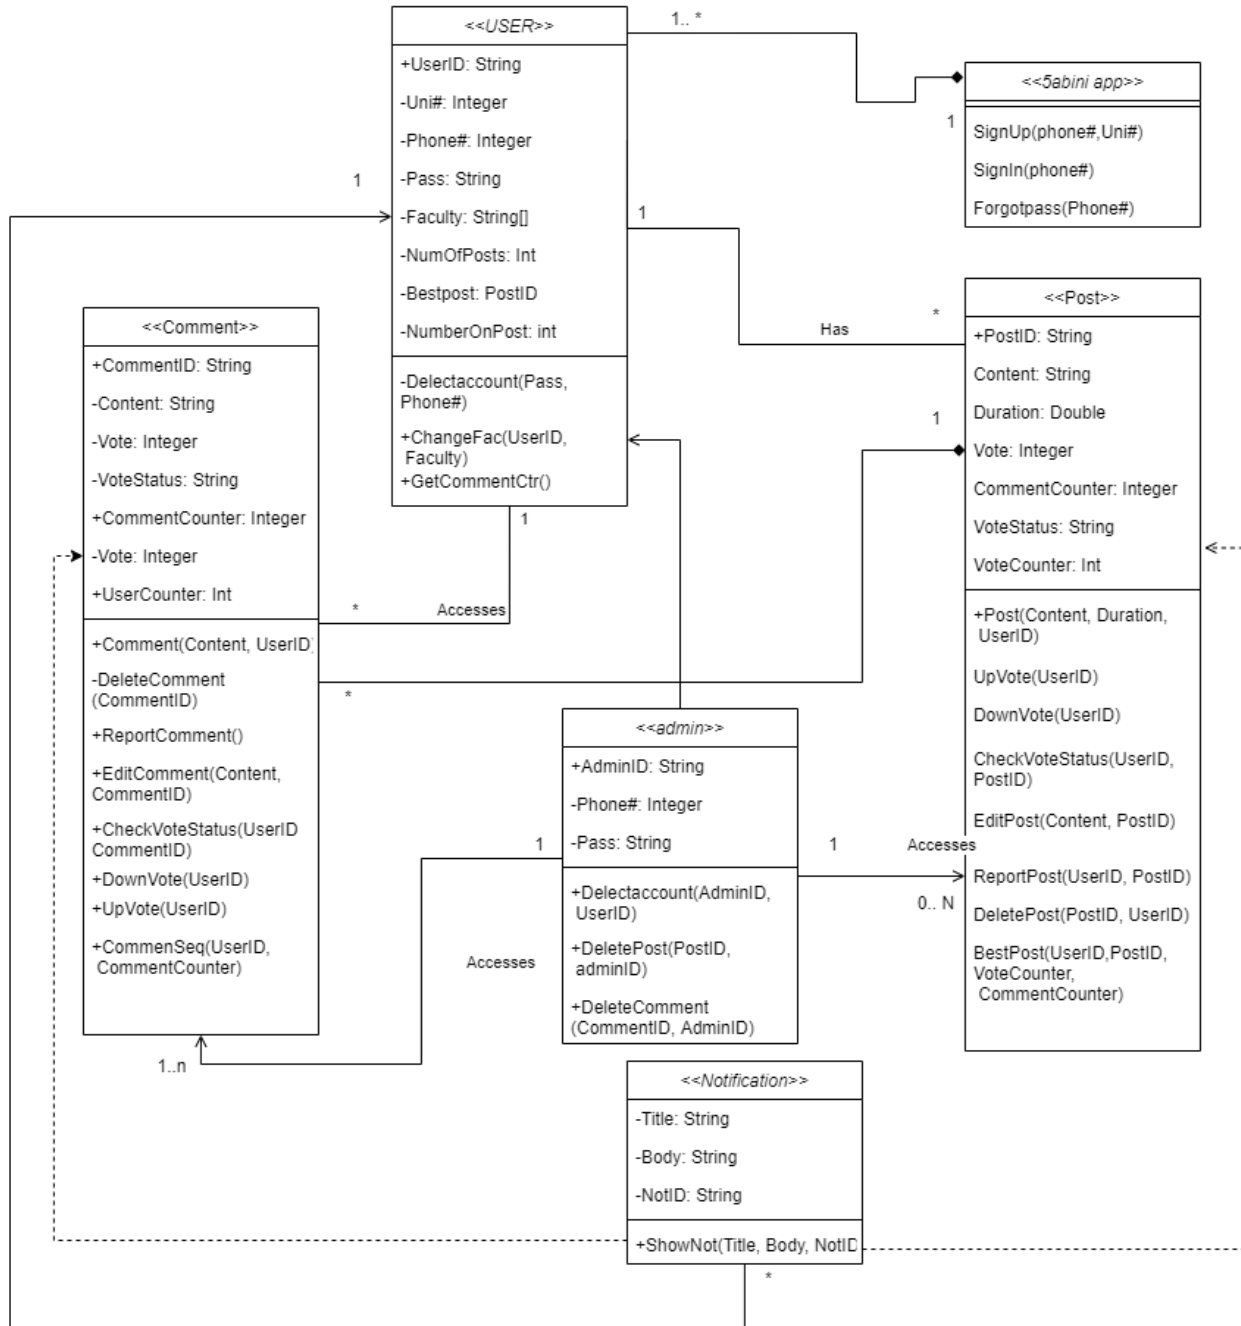 <<USER>>
+UserID: String
-Uni#: Integer
-Phone#: Integer
-Pass: String
-Faculty: String[]
-NumOfPosts: Int
-Bestpost: PostID
-NumberOnPost: int
-Delectaccount(Pass,
Phone#)
+ChangeFac(UserID,
Faculty)
+GetCommentCtr()
1.. *
1
<<5abini app>>
SignUp(phone#,Uni#)
SignIn(phone#)
Forgotpass(Phone#)
1
1
Has
*
<<Post>>
+PostID: String
Content: String
Duration: Double
Vote: Integer
CommentCounter: Integer
VoteStatus: String
VoteCounter: Int
+Post(Content, Duration,
UserID)
UpVote(UserID)
DownVote(UserID)
CheckVoteStatus(UserID,
PostID)
EditPost(Content, PostID)
ReportPost(UserID, PostID)
DeletePost(PostID, UserID)
BestPost(UserID,PostID,
VoteCounter,
CommentCounter)
1
<<Comment>>
+CommentID: String
-Content: String
-Vote: Integer
-VoteStatus: String
+CommentCounter: Integer
-Vote: Integer
+UserCounter: Int
+Comment(Content, UserID)
-DeleteComment
(CommentID)
+ReportComment()
+EditComment(Content,
CommentID)
+CheckVoteStatus(UserID
CommentID)
+DownVote(UserID)
+UpVote(UserID)
+CommenSeq(UserID,
CommentCounter)
1
*
Accesses
*
<<admin>>
+AdminID: String
-Phone#: Integer
-Pass: String
+Delectaccount(AdminID,
UserID)
+DeletePost(PostID,
adminID)
+DeleteComment
(CommentID, AdminID)
1
Accesses
1..n
1
Accesses
0.. N
<<Notification>>
-Title: String
-Body: String
-NotID: String
+ShowNot(Title, Body, NotID
*